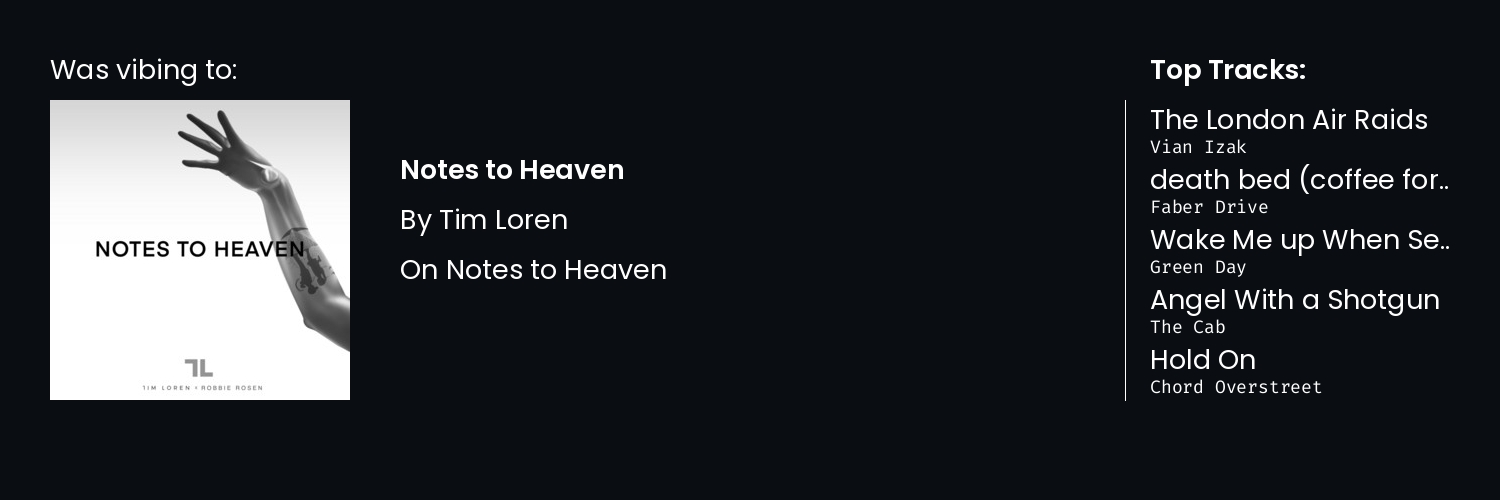 Was vibing to:
NOTES TO HEAVEN
TL
TIM LOREN × ROBBIE ROSEN
Notes to Heaven
By Tim Loren
On Notes to Heaven
Top Tracks:
The London Air Raids
Vian Izak
death bed (coffee for..
Faber Drive
Wake Me up When Se..
Green Day
Angel With a Shotgun
The Cab
Hold On
Chord Overstreet